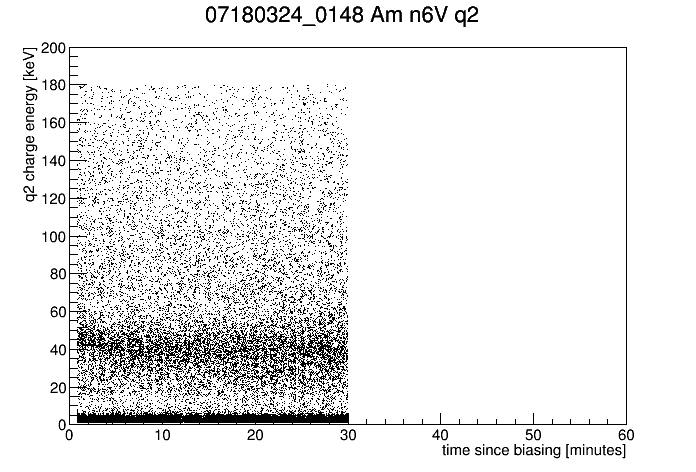 07180324_0148 Am n6V q2
q2 charge energy [keV]
200
180
160
140
120
100
80
60
40
20
0
0 10 20 30 40 50 60
time since biasing [minutes]